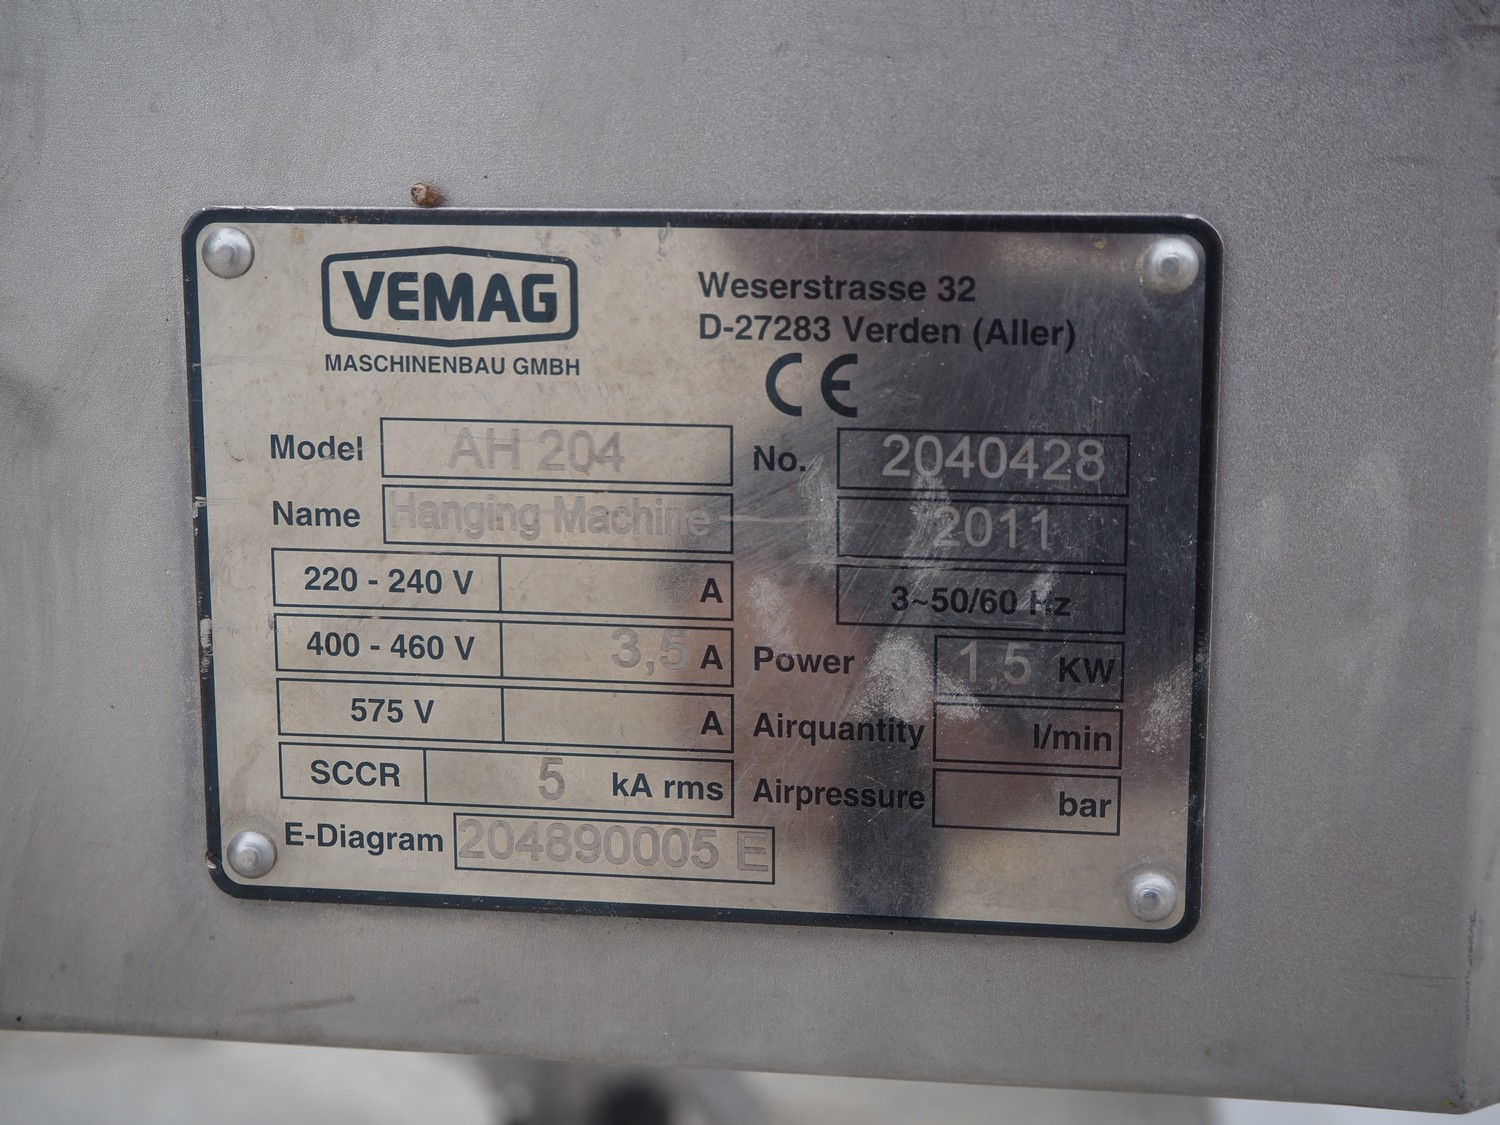 VEMAG
MASCHINENBAU GMBH
Weserstrasse 32
D-27283 Verden (Aller)
CE
Model AH 204 No. 2040428
Name Hanging Machine 2011
220 - 240 V A 3~50/60 Hz
400 - 460 V 3,5 A Power 1,5 KW
575 V A Airquantity l/min
SCCR 5 kA rms Airpressure bar
E-Diagram 204890005 E